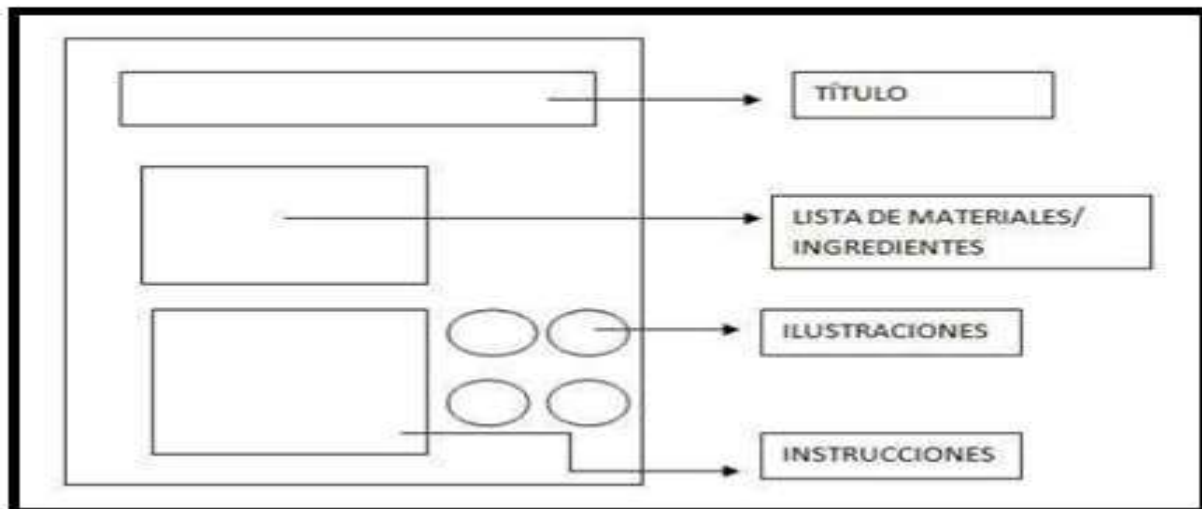 TÍTULO
LISTA DE MATERIALES/
INGREDIENTES
ILUSTRACIONES
INSTRUCCIONES